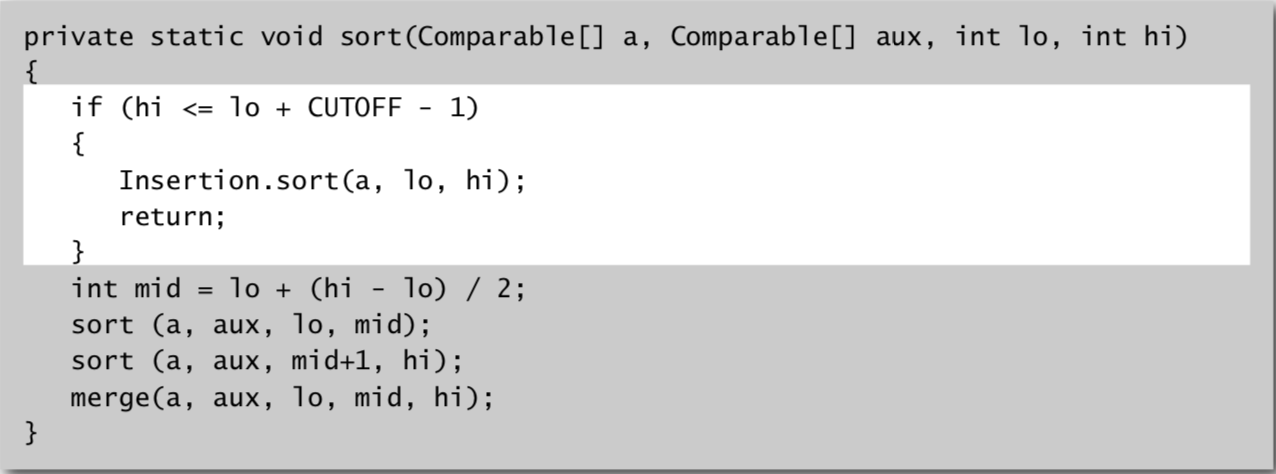 private static void sort(Comparable[] a, Comparable[] aux, int lo, int hi)
{
   if (hi <= lo + CUTOFF - 1)
   {
      Insertion.sort(a, lo, hi);
      return;
   }
   int mid = lo + (hi - lo) / 2;
   sort (a, aux, lo, mid);
   sort (a, aux, mid+1, hi);
   merge(a, aux, lo, mid, hi);
}